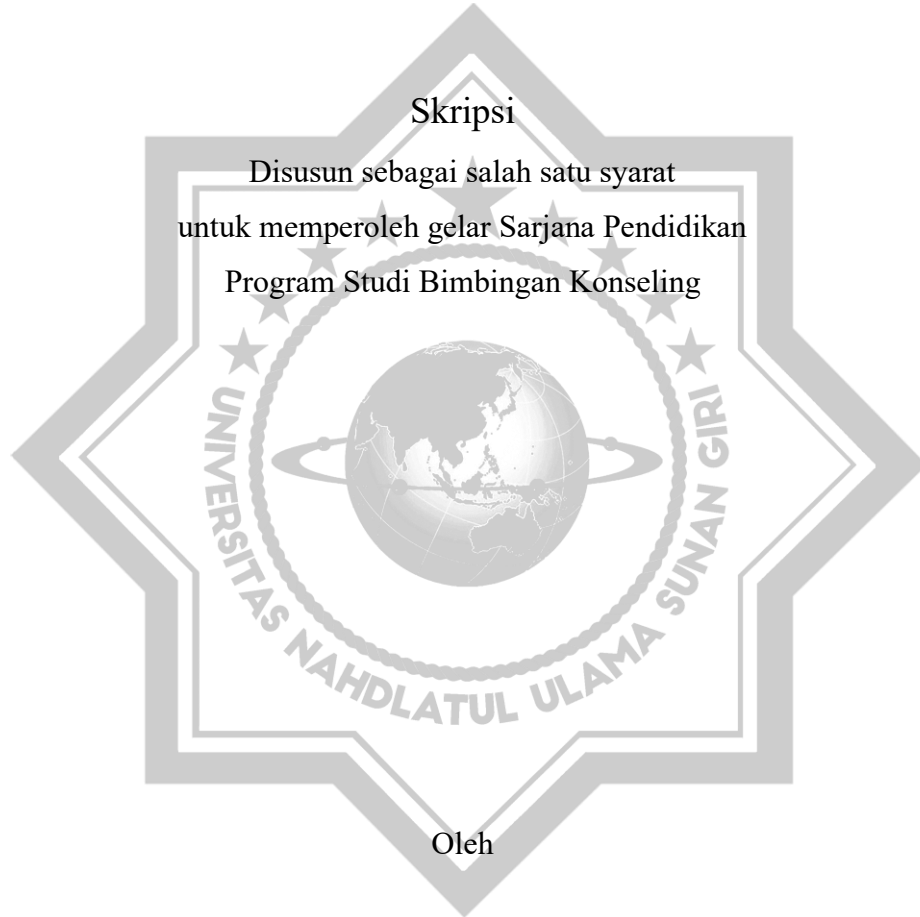 Skripsi
Disusun sebagai salah satu syarat
untuk memperoleh gelar Sarjana Pendidikan
Program Studi Bimbingan Konseling
UNIVERSITAS NAHDLATUL ULAMA SUNAN GIRI
Oleh